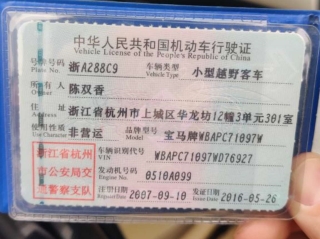 中华人民共和国机动车行驶证
Vehicle License of the People's Republic of China
号牌号码 浙A288C9 车辆类型 小型越野客车
Plate No. Vehicle Type
所有人 陈双香
Owner
住址 浙江省杭州市上城区华龙坊12幢3单元301室
Address
使用性质 非营运 品牌型号 宝马牌WBAPC71097W
浙江省杭州市公安局交通警察支队
车辆识别代号 WBAPC71097WD76927
VIN
发动机号码 0510A099
Engine No.
注册日期 2007-09-10 发证日期 2016-05-26
Register Date Issue Date